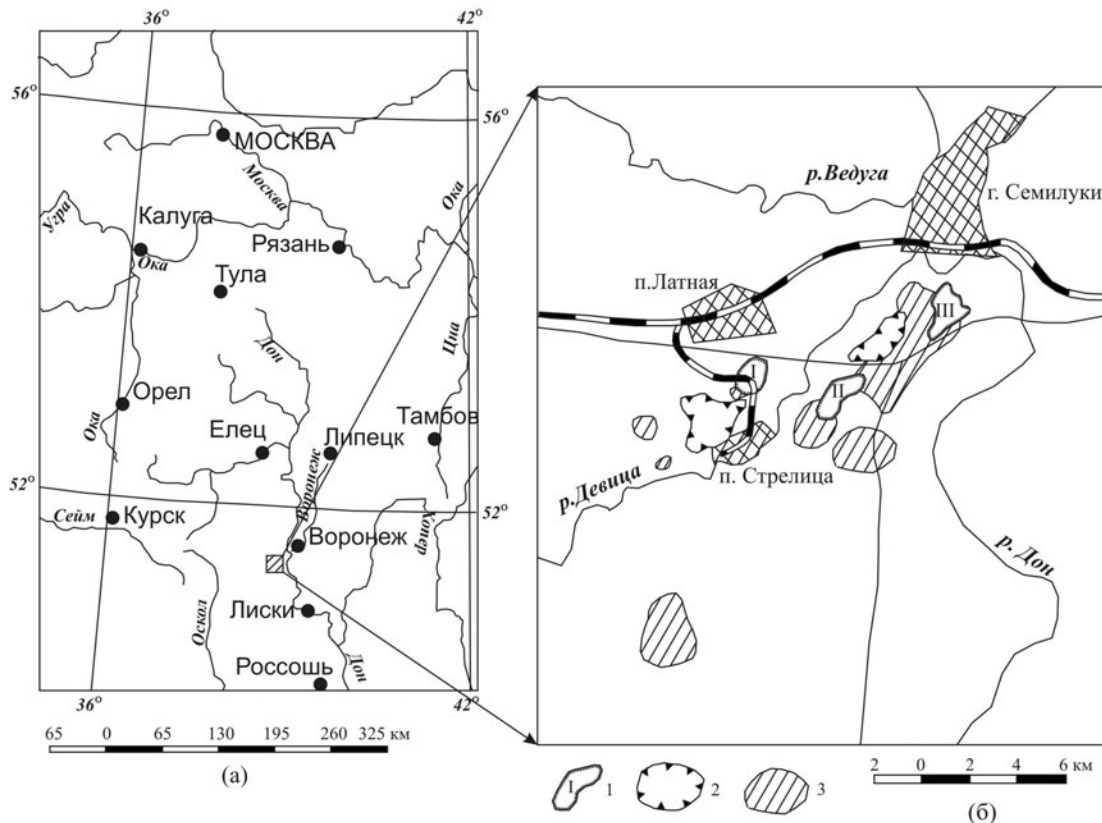 36°
42°
56°
56°
МОСКВА
Москва
Ока
Угра
Калуга
Ока
Рязань
Тула
Дон
Цна
Орел
Ока
Елец
Липецк
Тамбов
Воронеж
52°
52°
Сейм
Курск
Хопер
Воронеж
Оскол
Лиски
Россошь
Дон
36°
42°
65 0 65 130 195 260 325 км
(а)
р.Ведуга
г. Семилуки
п.Латная
III
I
II
п. Стрелица
р.Девица
р. Дон
I 1
2
3
2 0 2 4 6 км
(б)